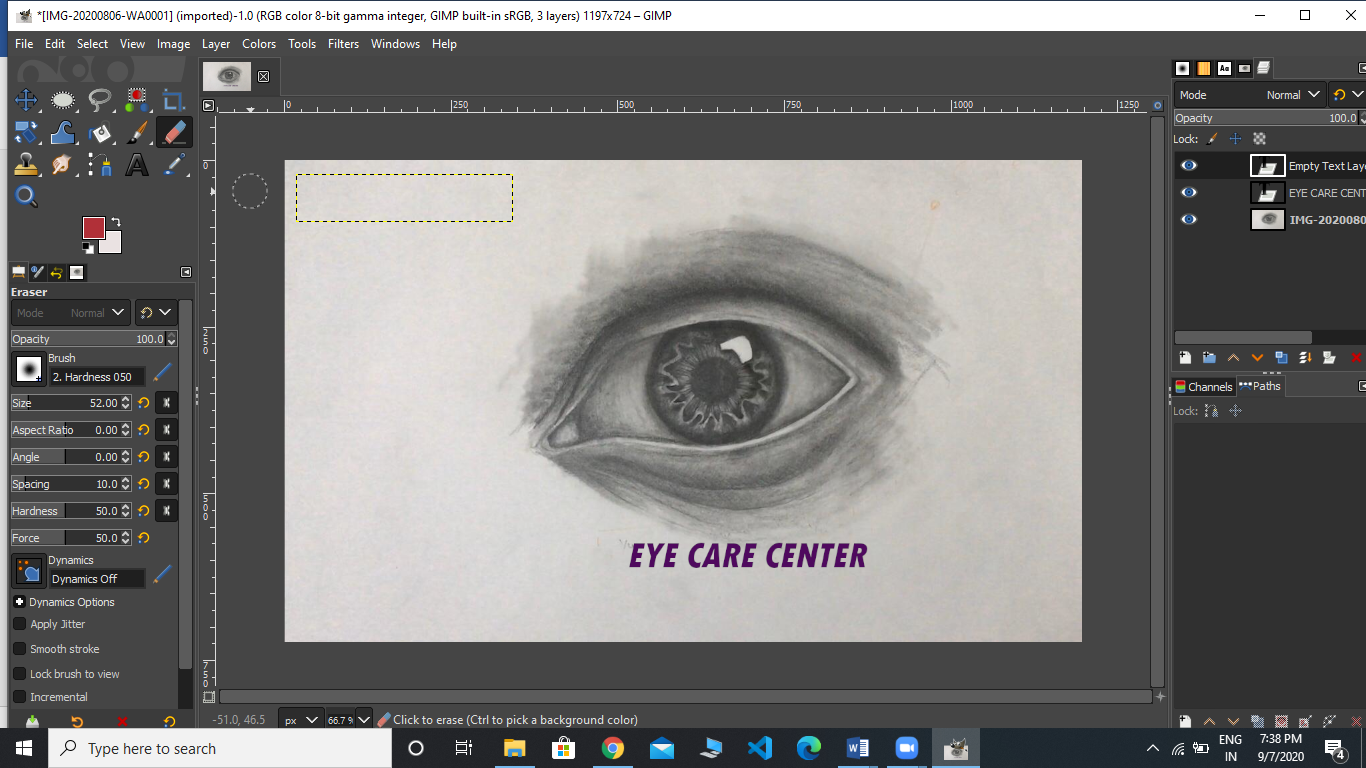 *[IMG-20200806-WA0001] (imported)-1.0 (RGB color 8-bit gamma integer, GIMP built-in sRGB, 3 layers) 1197x724 – GIMP
File Edit Select View Image Layer Colors Tools Filters Windows Help
0 250 500 750 1000 1250
0
250
500
750
Eraser
Mode Normal
Opacity 100.0
Brush
2. Hardness 050
Size 52.00
Aspect Ratio 0.00
Angle 0.00
Spacing 10.0
Hardness 50.0
Force 50.0
Dynamics
Dynamics Off
Dynamics Options
Apply Jitter
Smooth stroke
Lock brush to view
Incremental
EYE CARE CENTER
-51.0, 46.5 px 66.7 % Click to erase (Ctrl to pick a background color)
Aa
Mode Normal
Opacity 100.0
Lock:
Empty Text Laye
EYE CARE CENT
IMG-2020080
Channels Paths
Lock:
Type here to search
ENG
IN
7:38 PM
9/7/2020
4